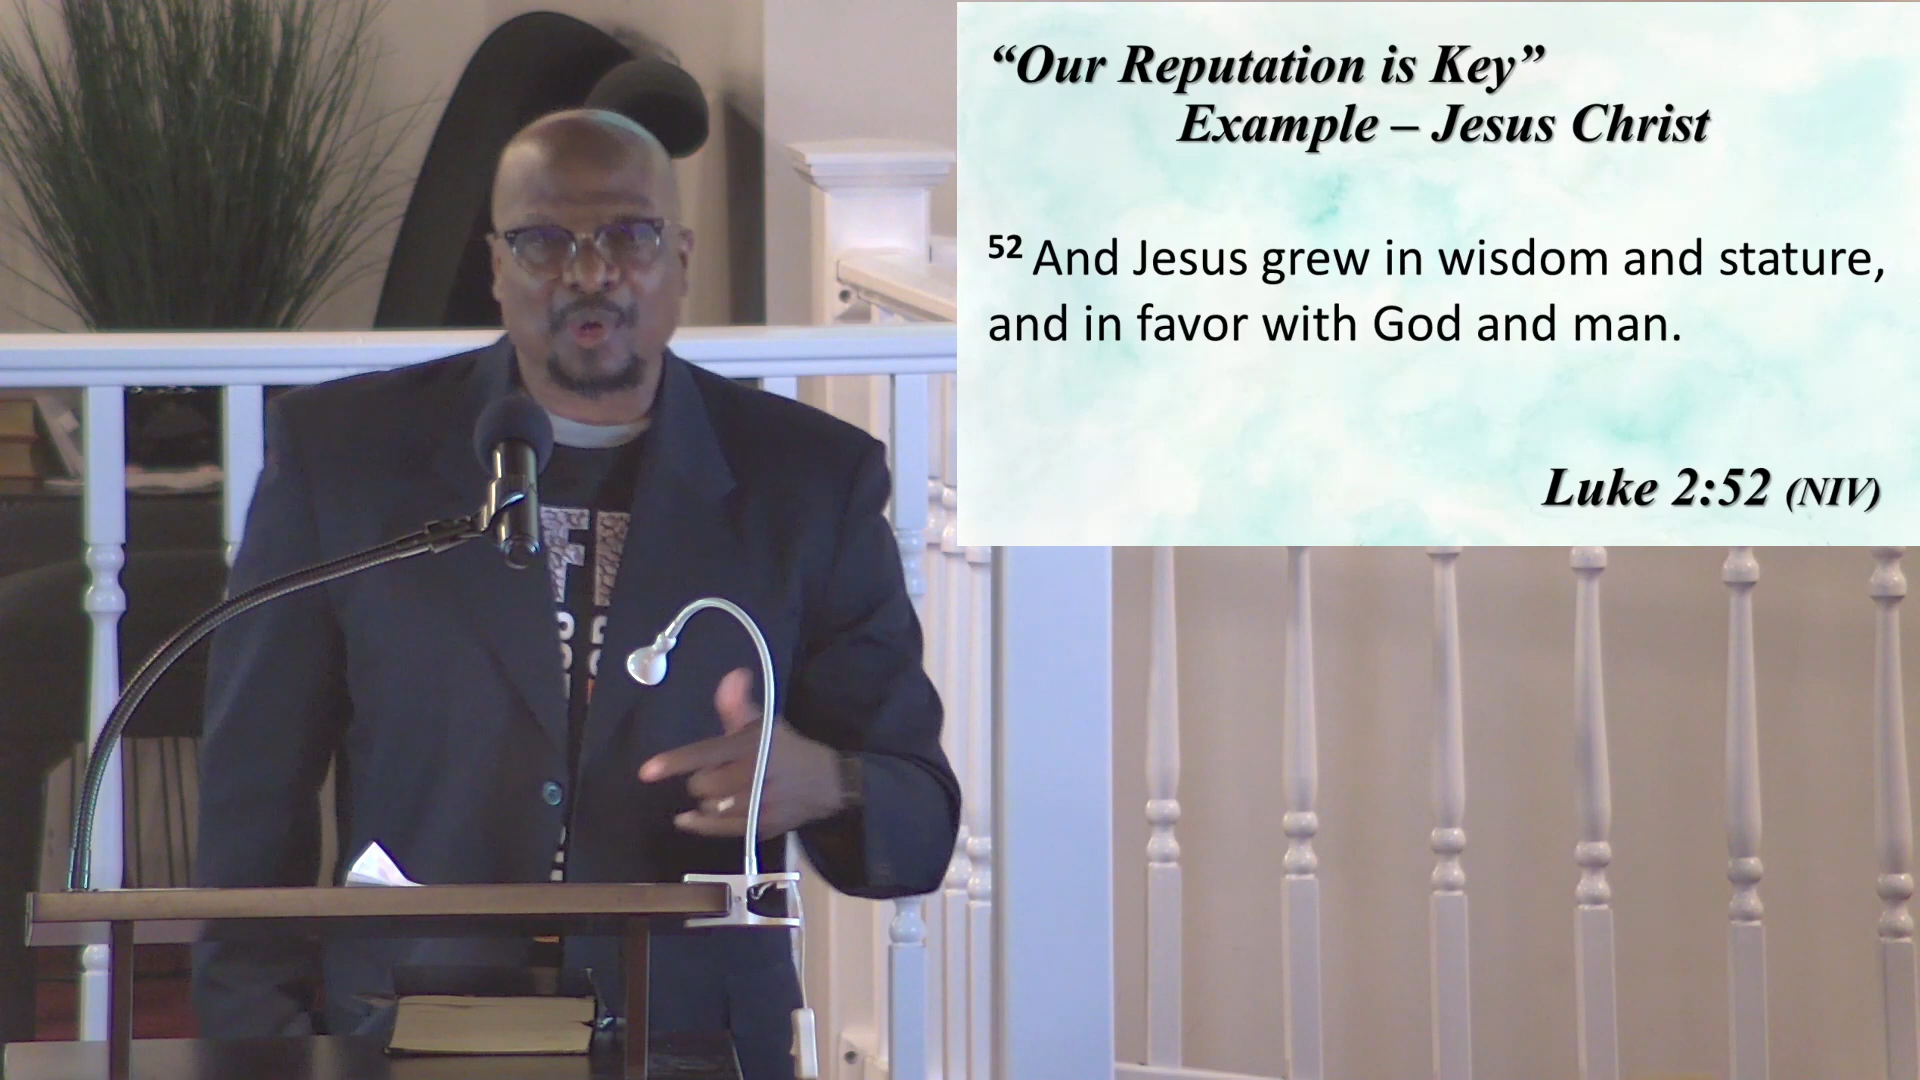 “Our Reputation is Key”
Example – Jesus Christ
52 And Jesus grew in wisdom and stature,
and in favor with God and man.
Luke 2:52 (NIV)